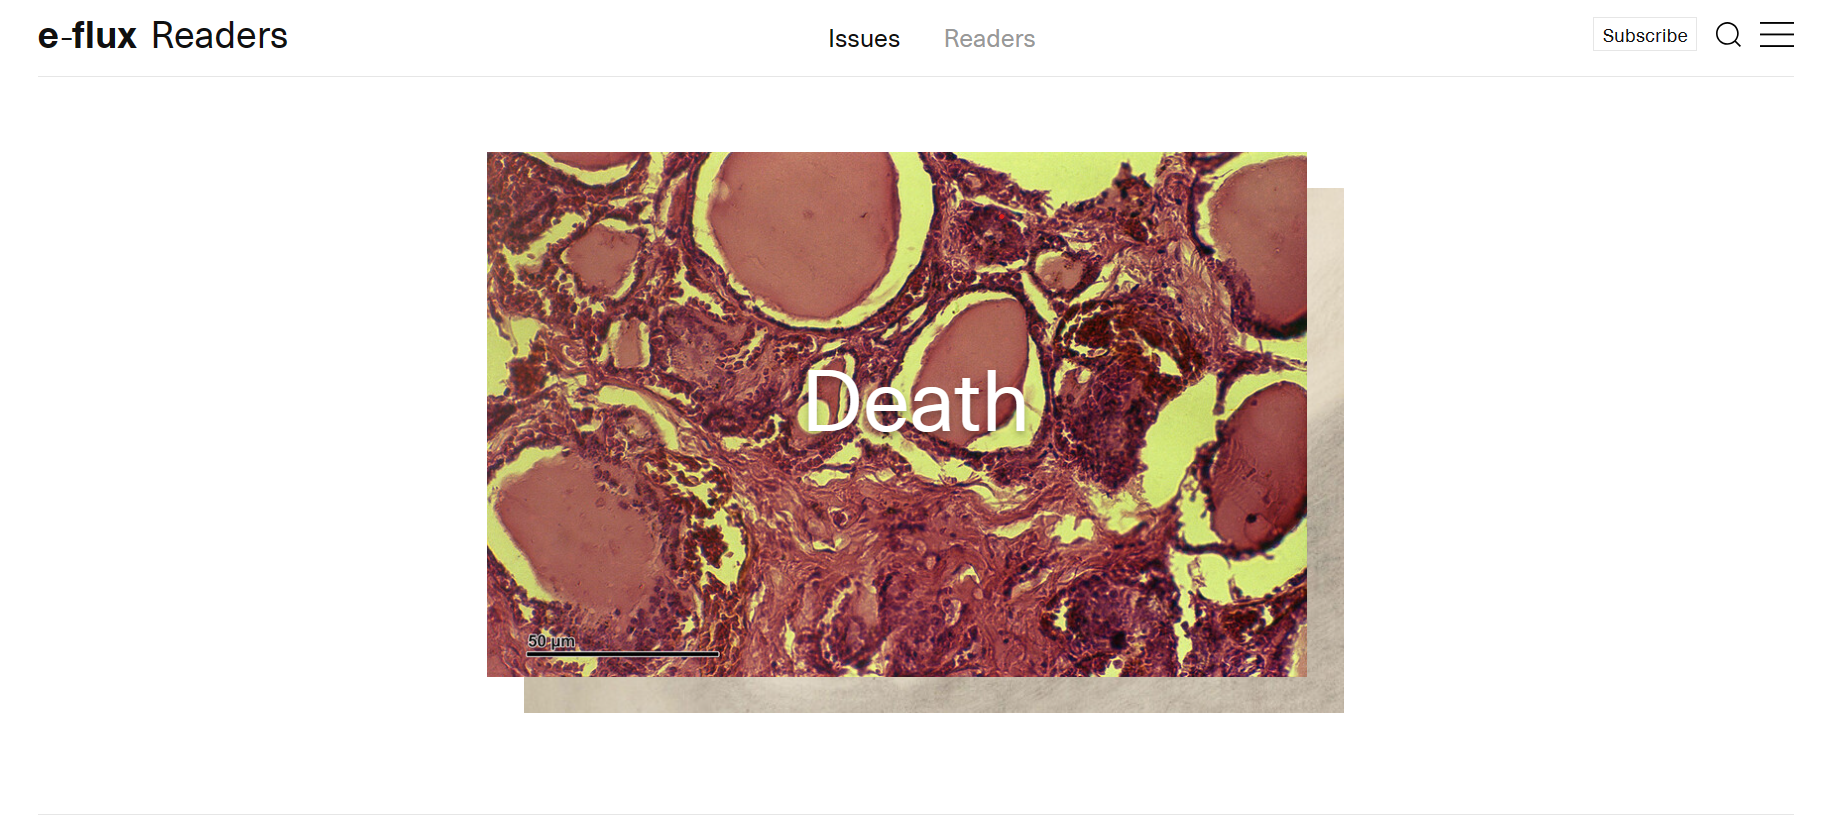 e-flux Readers
Issues
Readers
Subscribe
Death
50 µm